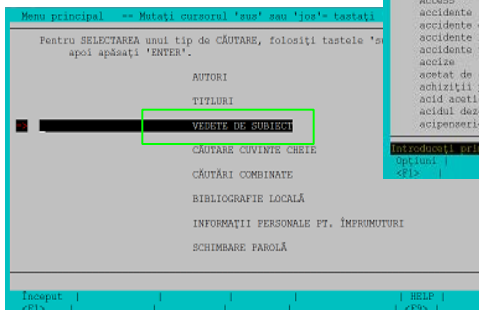 Menu principal -- Mutaţi cursorul 'sus' sau 'jos'= tastaţi
Pentru SELECTAREA unui tip de CĂUTARE, folosiţi tastele
apoi apăsaţi 'ENTER'.
AUTORI
TITLURI
VEDETE DE SUBIECT
CĂUTARE CUVINTE CHEIE
CĂUTĂRI COMBINATE
BIBLIOGRAFIE LOCALĂ
INFORMAŢII PERSONALE PT. ÎMPRUMUTURI
SCHIMBARE PAROLĂ
Început | | | | | HELP |
<F1> | | | | | <F9> |
Access
accidente
accidente
accidente
accidente
accize
acetat de
achiziţii
acid aceti
acidul dez
acipenseri
Introduceţi pri
Opţiuni |
<F1> |